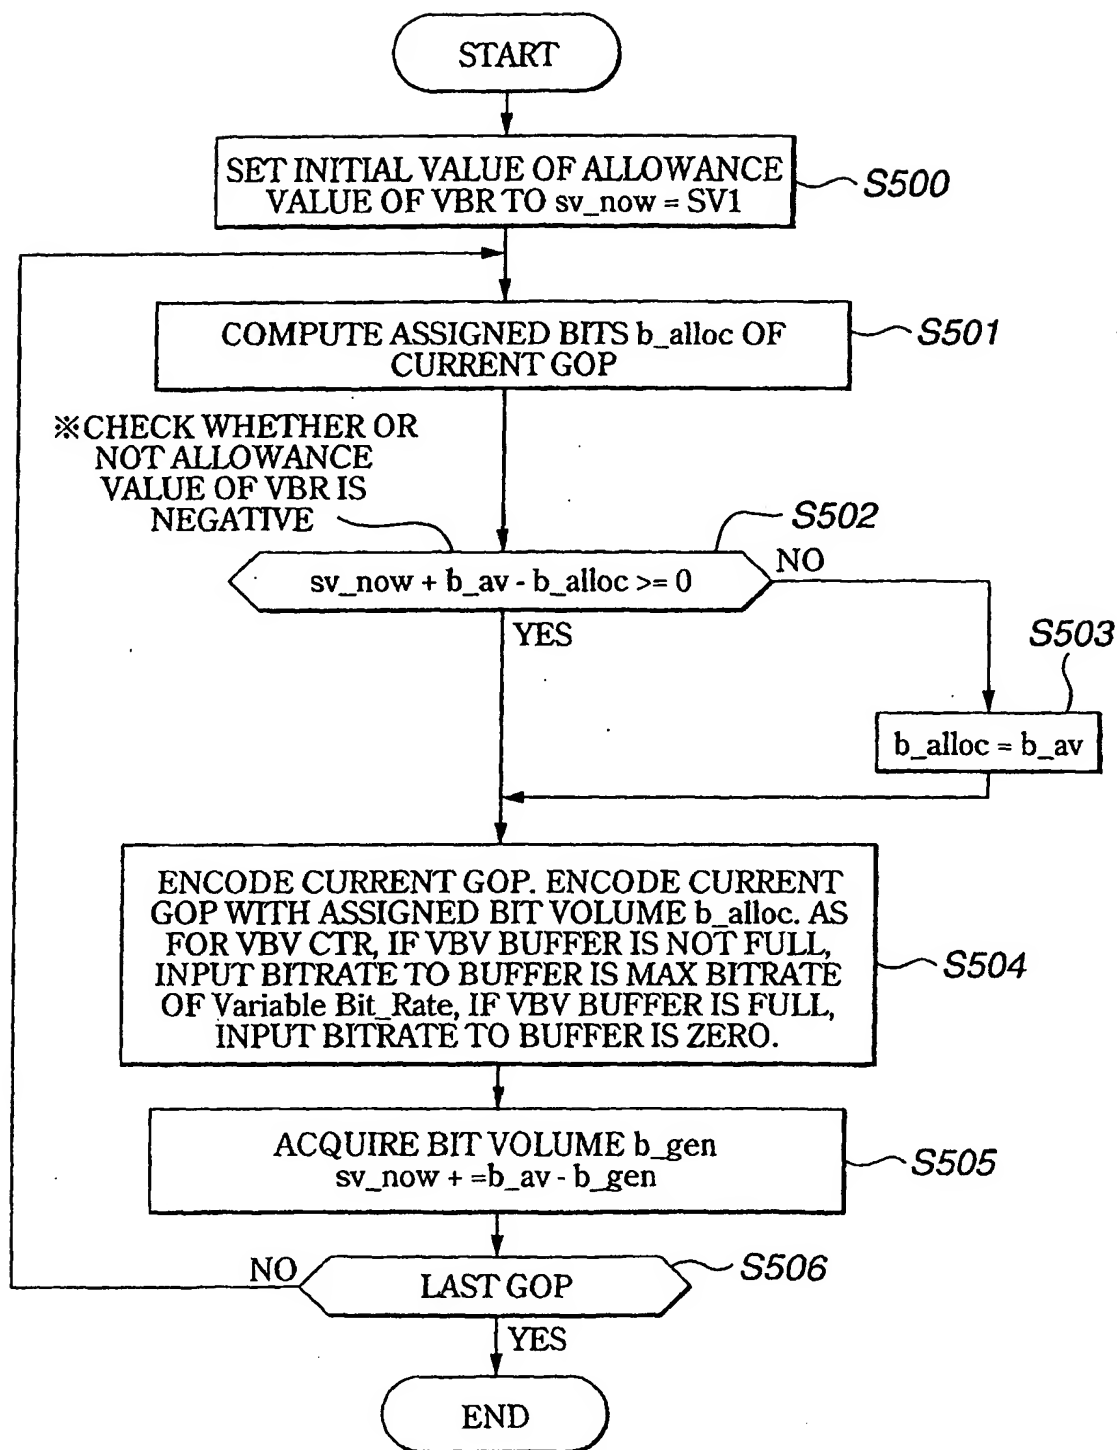 START
SET INITIAL VALUE OF ALLOWANCE
VALUE OF VBR TO sv_now = SV1
S500
COMPUTE ASSIGNED BITS b_alloc OF
CURRENT GOP
S501
※CHECK WHETHER OR
NOT ALLOWANCE
VALUE OF VBR IS
NEGATIVE
S502
sv_now + b_av - b_alloc >= 0
NO
YES
S503
b_alloc = b_av
ENCODE CURRENT GOP. ENCODE CURRENT
GOP WITH ASSIGNED BIT VOLUME b_alloc. AS
FOR VBV CTR, IF VBV BUFFER IS NOT FULL,
INPUT BITRATE TO BUFFER IS MAX BITRATE
OF Variable Bit_Rate, IF VBV BUFFER IS FULL,
INPUT BITRATE TO BUFFER IS ZERO.
S504
ACQUIRE BIT VOLUME b_gen
sv_now + =b_av - b_gen
S505
NO
LAST GOP
S506
YES
END